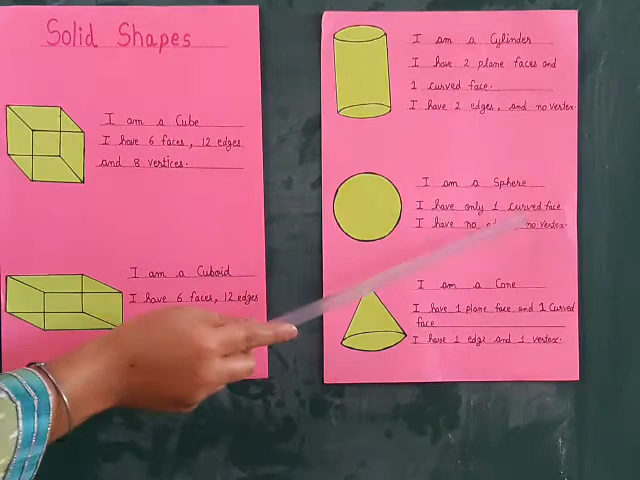 Solid Shapes
I am a Cube
I have 6 faces, 12 edges
and 8 vertices.
I am a Cuboid
I have 6 faces, 12 edges
I am a Cylinder
I have 2 plane faces and
1 curved face.
I have 2 edges, and no vertex.
I am a Sphere
I have only 1 curved face
I have no no vertex.
I am a Cone
I have 1 plane face and 1 Curved
face
I have 1 edge and 1 vertex.